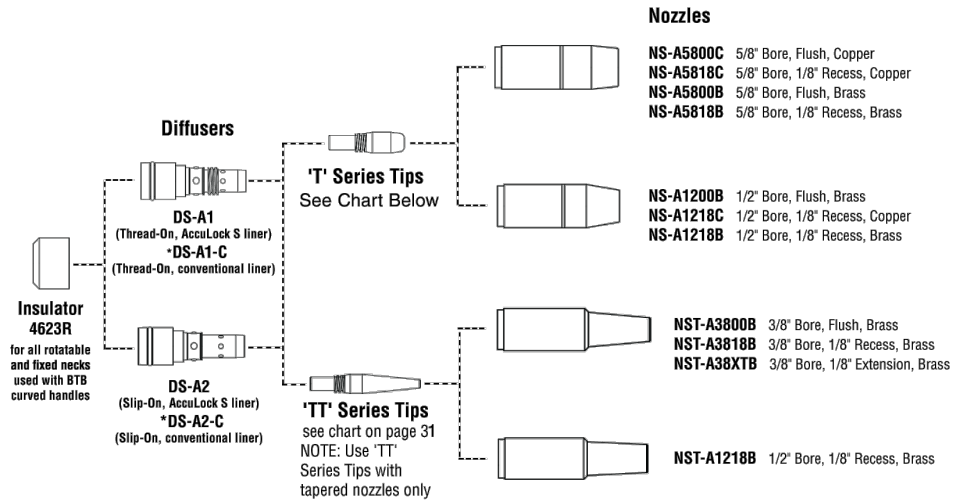 Nozzles
NS-A5800C 5/8" Bore, Flush, Copper
NS-A5818C 5/8" Bore, 1/8" Recess, Copper
NS-A5800B 5/8" Bore, Flush, Brass
NS-A5818B 5/8" Bore, 1/8" Recess, Brass
Diffusers
'T' Series Tips
See Chart Below
NS-A1200B 1/2" Bore, Flush, Brass
NS-A1218C 1/2" Bore, 1/8" Recess, Copper
NS-A1218B 1/2" Bore, 1/8" Recess, Brass
DS-A1
(Thread-On, AccuLock S liner)
*DS-A1-C
(Thread-On, conventional liner)
Insulator
4623R
for all rotatable
and fixed necks
used with BTB
curved handles
DS-A2
(Slip-On, AccuLock S liner)
*DS-A2-C
(Slip-On, conventional liner)
NST-A3800B 3/8" Bore, Flush, Brass
NST-A3818B 3/8" Bore, 1/8" Recess, Brass
NST-A38XTB 3/8" Bore, 1/8" Extension, Brass
'TT' Series Tips
see chart on page 31
NOTE: Use 'TT'
Series Tips with
tapered nozzles only
NST-A1218B 1/2" Bore, 1/8" Recess, Brass